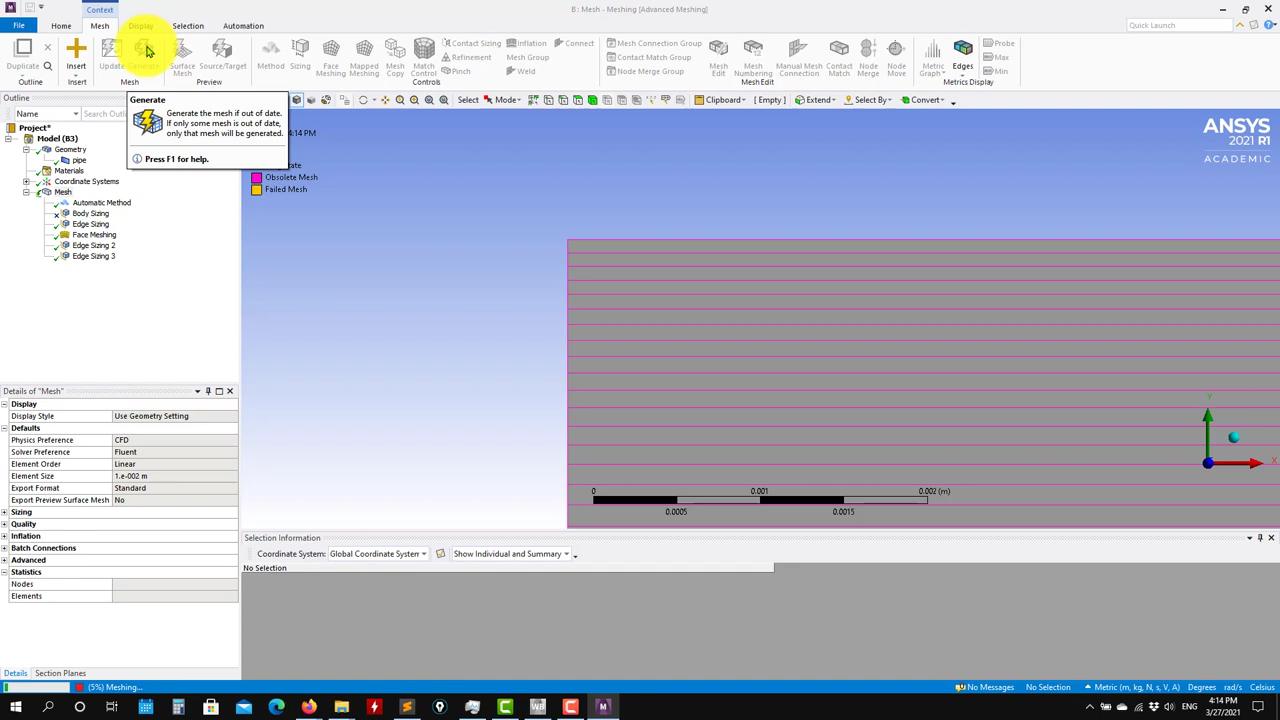 Context
B : Mesh - Meshing [Advanced Meshing]
File Home Mesh Display Selection Automation Quick Launch
Duplicate Insert Update Generate Surface Mesh Source/Target Method Sizing Face Meshing Mapped Meshing Mesh Copy Match Control
Contact Sizing Inflation Connect
Refinement Mesh Group
Pinch Weld
Mesh Connection Group
Contact Match Group
Node Merge Group
Mesh Edit Mesh Numbering Manual Mesh Connection Contact Match Node Merge Node Move Mesh Metric Graph Edges
Probe
Max
Min
Outline Insert Mesh Preview Controls Mesh Edit Metrics Display
Outline
Select Mode Clipboard [ Empty ] Extend Select By Convert
Name Search Outline
Generate
Generate the mesh if out of date.
If only some mesh is out of date,
only that mesh will be generated.
Press F1 for help.
4:14 PM
Obsolete Mesh
Failed Mesh
ANSYS
2021 R1
ACADEMIC
Project*
Model (B3)
Geometry
pipe
Materials
Coordinate Systems
Mesh
Automatic Method
Body Sizing
Edge Sizing
Face Meshing
Edge Sizing 2
Edge Sizing 3
Details of "Mesh"
Display
Display Style Use Geometry Setting
Defaults
Physics Preference CFD
Solver Preference Fluent
Element Order Linear
Element Size 1.e-002 m
Export Format Standard
Export Preview Surface Mesh No
Sizing
Quality
Inflation
Batch Connections
Advanced
Statistics
Nodes
Elements
Y
X
0 0.001 0.002 (m)
0.0005 0.0015
Selection Information
Coordinate System: Global Coordinate System Show Individual and Summary
No Selection
Details Section Planes
(5%) Meshing... No Messages No Selection Metric (m, kg, N, s, V, A) Degrees rad/s Celsius
4:14 PM
3/27/2021